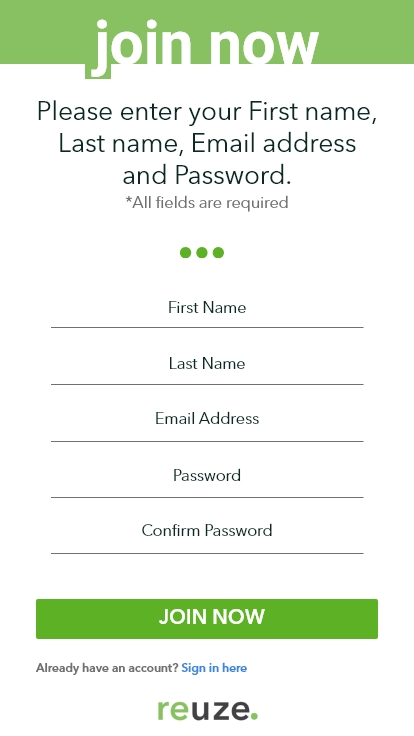 join now
Please enter your First name,
Last name, Email address
and Password.
*All fields are required
First Name
Last Name
Email Address
Password
Confirm Password
JOIN NOW
Already have an account? Sign in here
reuze.